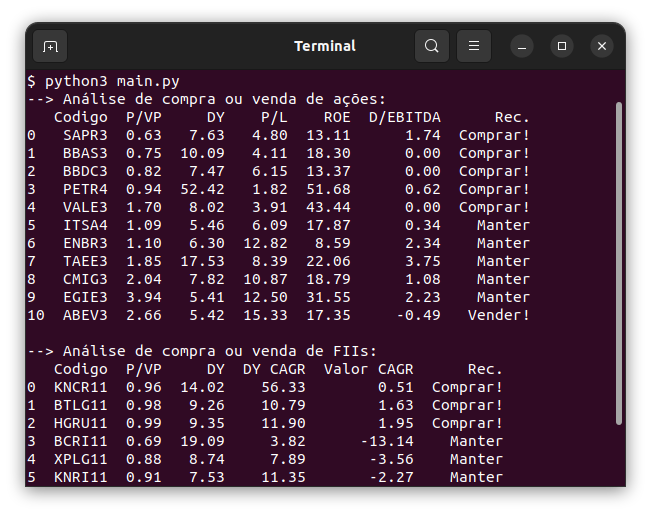 Terminal
$ python3 main.py
--> Análise de compra ou venda de ações:
   Codigo  P/VP     DY    P/L    ROE  D/EBITDA      Rec.
0   SAPR3  0.63   7.63   4.80  13.11      1.74  Comprar!
1   BBAS3  0.75  10.09   4.11  18.30      0.00  Comprar!
2   BBDC3  0.82   7.47   6.15  13.37      0.00  Comprar!
3   PETR4  0.94  52.42   1.82  51.68      0.62  Comprar!
4   VALE3  1.70   8.02   3.91  43.44      0.00  Comprar!
5   ITSA4  1.09   5.46   6.09  17.87      0.34    Manter
6   ENBR3  1.10   6.30  12.82   8.59      2.34    Manter
7   TAEE3  1.85  17.53   8.39  22.06      3.75    Manter
8   CMIG3  2.04   7.82  10.87  18.79      1.08    Manter
9   EGIE3  3.94   5.41  12.50  31.55      2.23    Manter
10  ABEV3  2.66   5.42  15.33  17.35     -0.49   Vender!
--> Análise de compra ou venda de FIIs:
   Codigo  P/VP     DY  DY CAGR  Valor CAGR      Rec.
0  KNCR11  0.96  14.02    56.33        0.51  Comprar!
1  BTLG11  0.98   9.26    10.79        1.63  Comprar!
2  HGRU11  0.99   9.35    11.90        1.95  Comprar!
3  BCRI11  0.69  19.09     3.82      -13.14    Manter
4  XPLG11  0.88   8.74     7.89       -3.56    Manter
5  KNRI11  0.91   7.53    11.35       -2.27    Manter